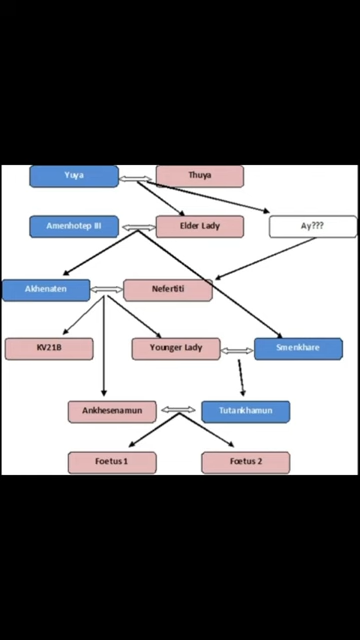 Yuya
Thuya
Amenhotep III
Elder Lady
Ay???
Akhenaten
Nefertiti
KV21B
Younger Lady
Smenkhare
Ankhesenamun
Tutankhamun
Foetus 1
Fœtus 2